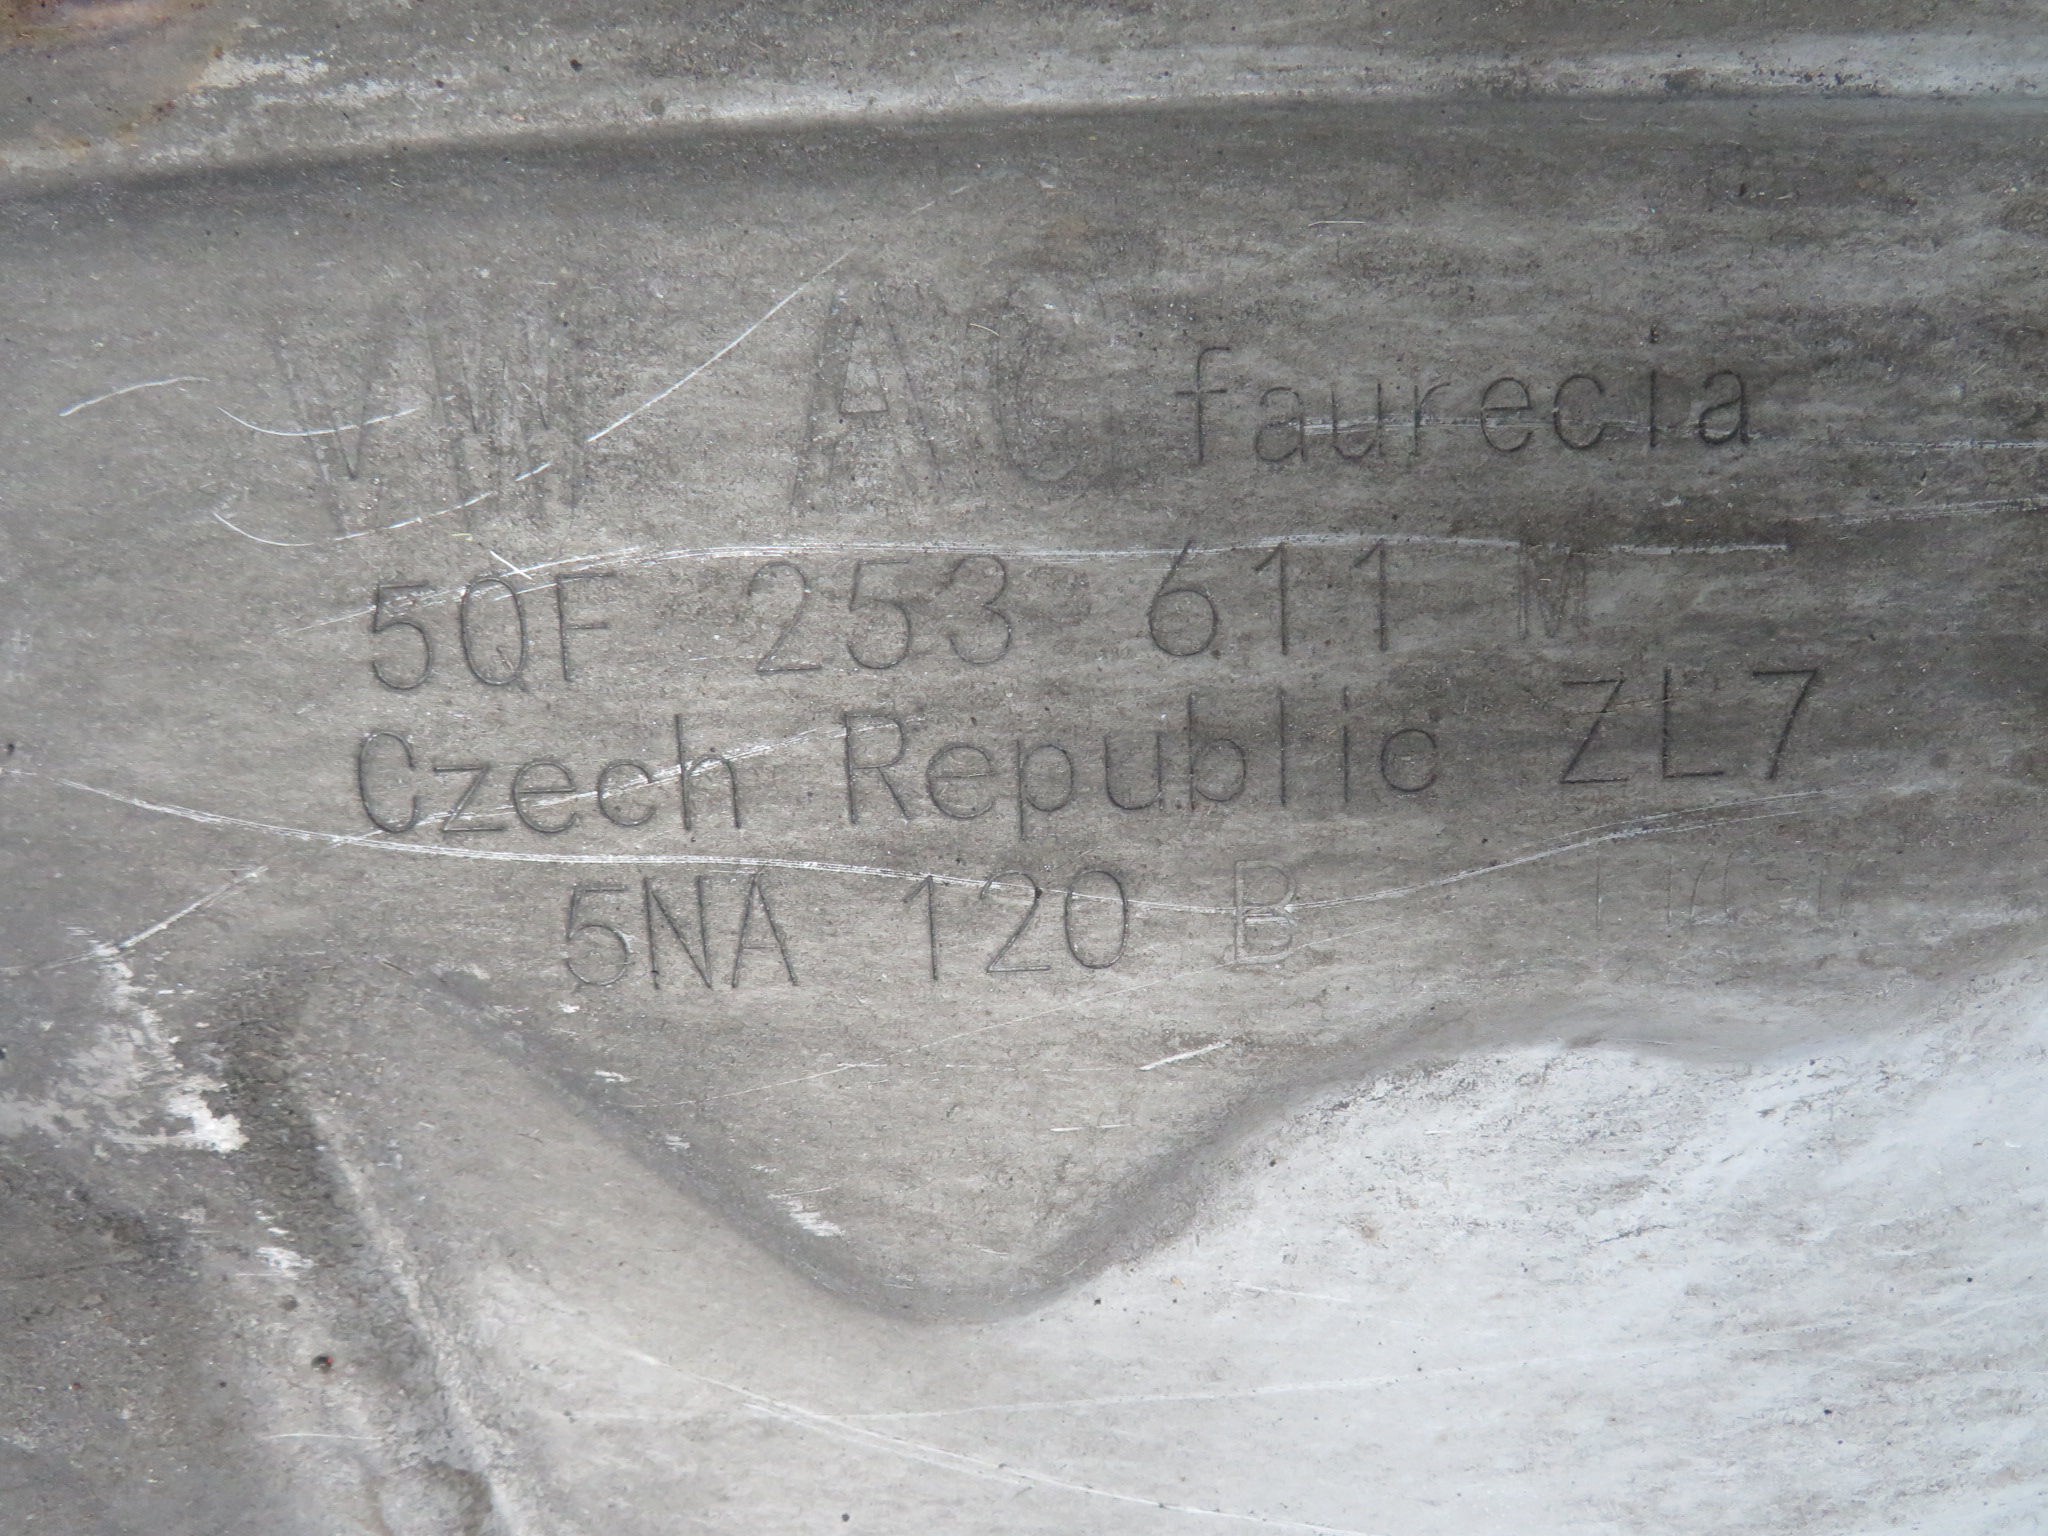 VW AG faurecia
5QF 253 611 M
Czech Republic ZL7
5NA 120 B